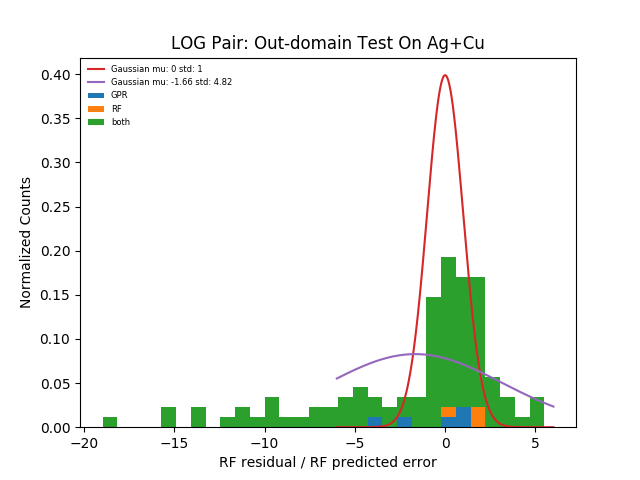 LOG Pair: Out-domain Test On Ag+Cu
Gaussian mu: 0 std: 1
Gaussian mu: -1.66 std: 4.82
GPR
RF
both
Normalized Counts
0.40
0.35
0.30
0.25
0.20
0.15
0.10
0.05
0.00
−20 −15 −10 −5 0 5
RF residual / RF predicted error